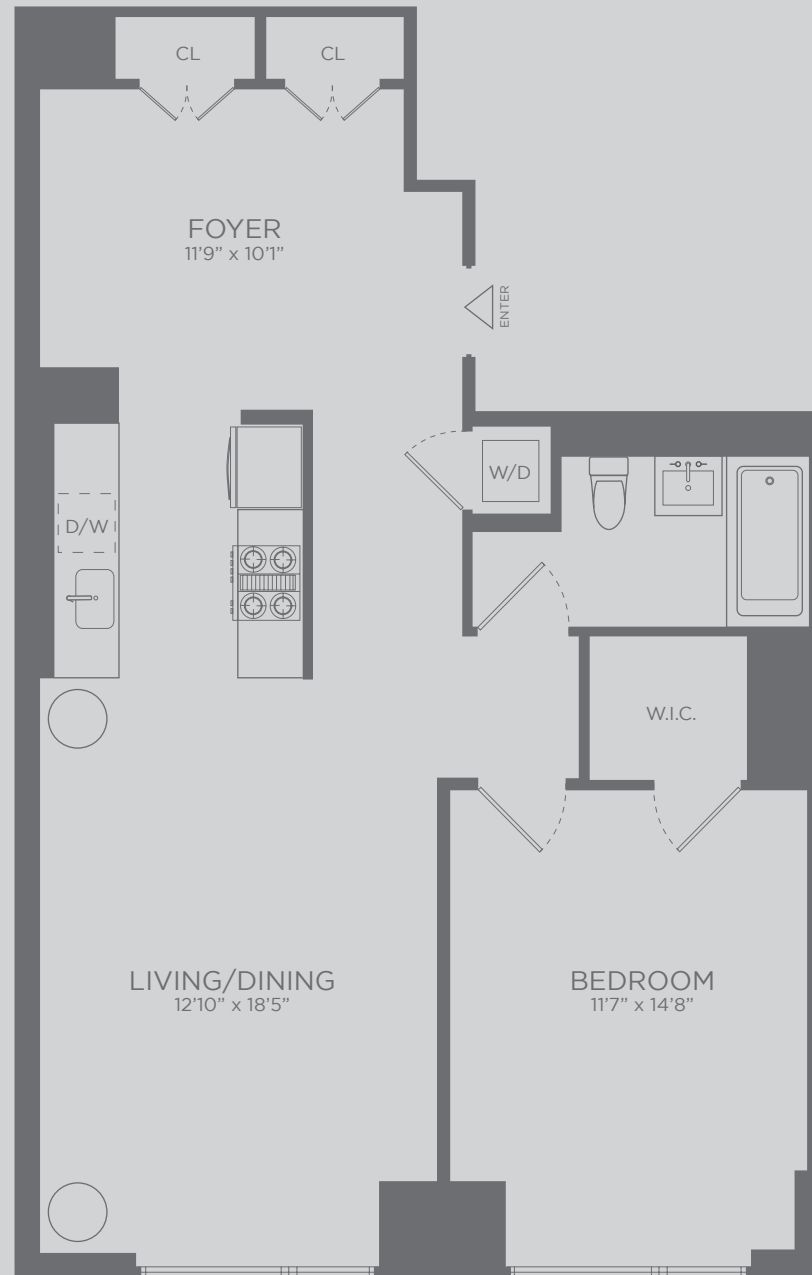 CL
CL
FOYER
11’9” x 10’1”
ENTER
W/D
D/W
W.I.C.
LIVING/DINING
12’10” x 18’5”
BEDROOM
11’7” x 14’8”